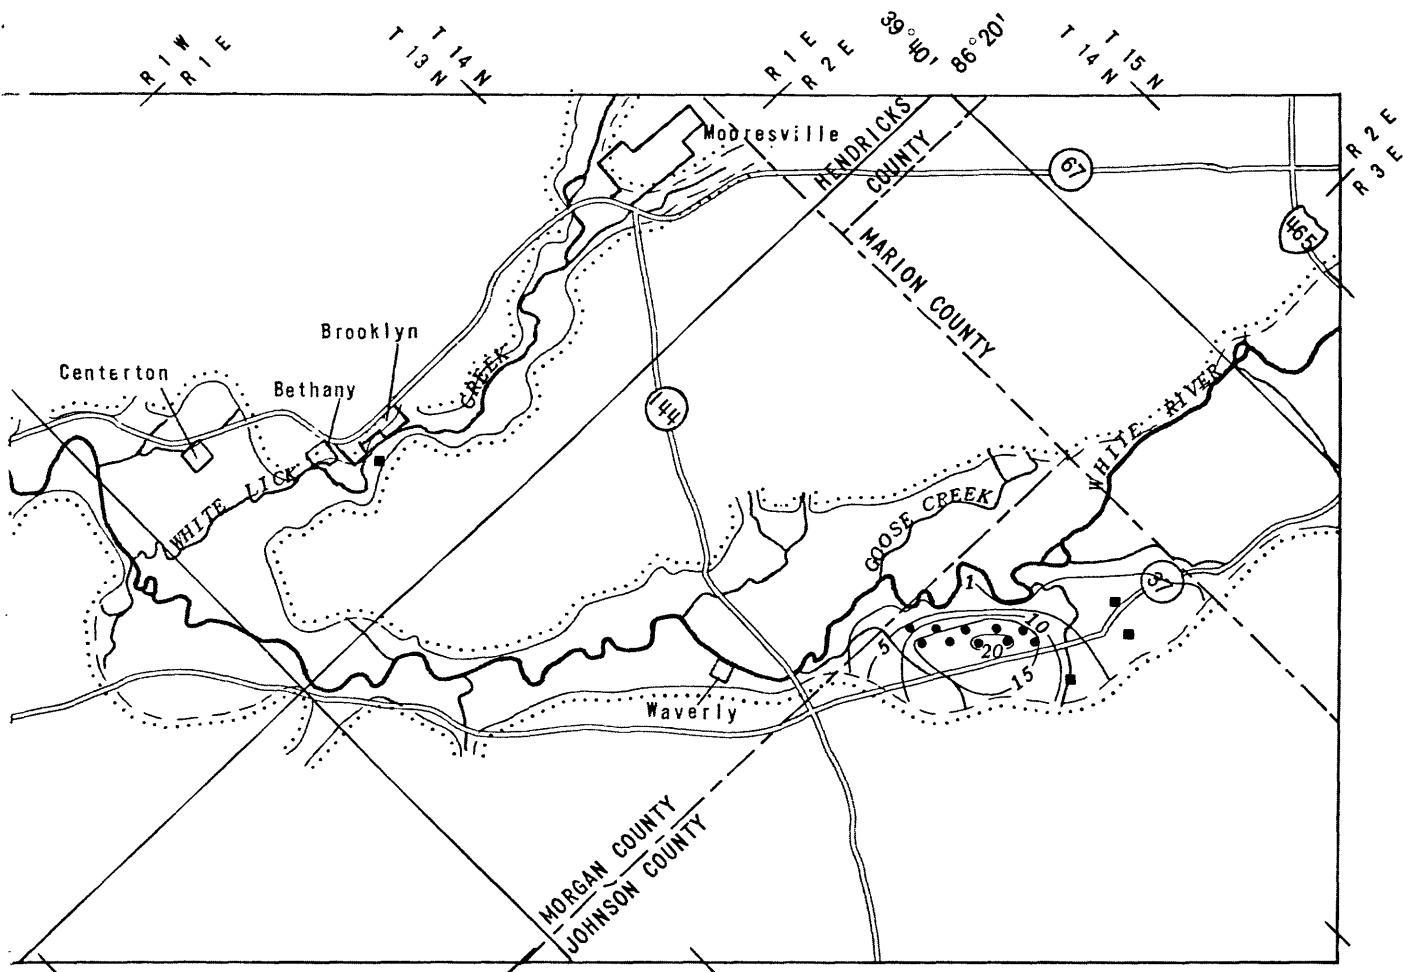 R 1 W
R 1 E
T 14 N
T 13 N
R 1 E
R 2 E
39°40'
86°20'
T 15 N
T 14 N
R 2 E
R 3 E
Mooresville
HENDRICKS
COUNTY
67
465
MARION COUNTY
Brooklyn
Centerton
Bethany
CREEK
144
WHITE RIVER
WHITE LICK
GOOSE CREEK
37
1
5
10
20
15
Waverly
MORGAN COUNTY
JOHNSON COUNTY